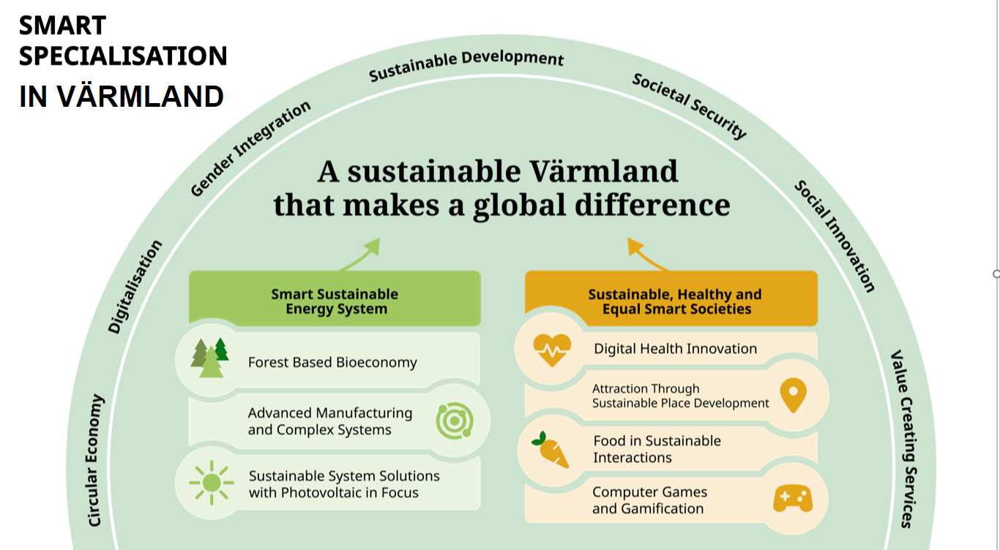 SMART
SPECIALISATION
IN VÄRMLAND
Circular Economy
Digitalisation
Gender Integration
Sustainable Development
Societal Security
Social Innovation
Value Creating Services
A sustainable Värmland
that makes a global difference
Smart Sustainable
Energy System
Forest Based Bioeconomy
Advanced Manufacturing
and Complex Systems
Sustainable System Solutions
with Photovoltaic in Focus
Sustainable, Healthy and
Equal Smart Societies
Digital Health Innovation
Attraction Through
Sustainable Place Development
Food in Sustainable
Interactions
Computer Games
and Gamification